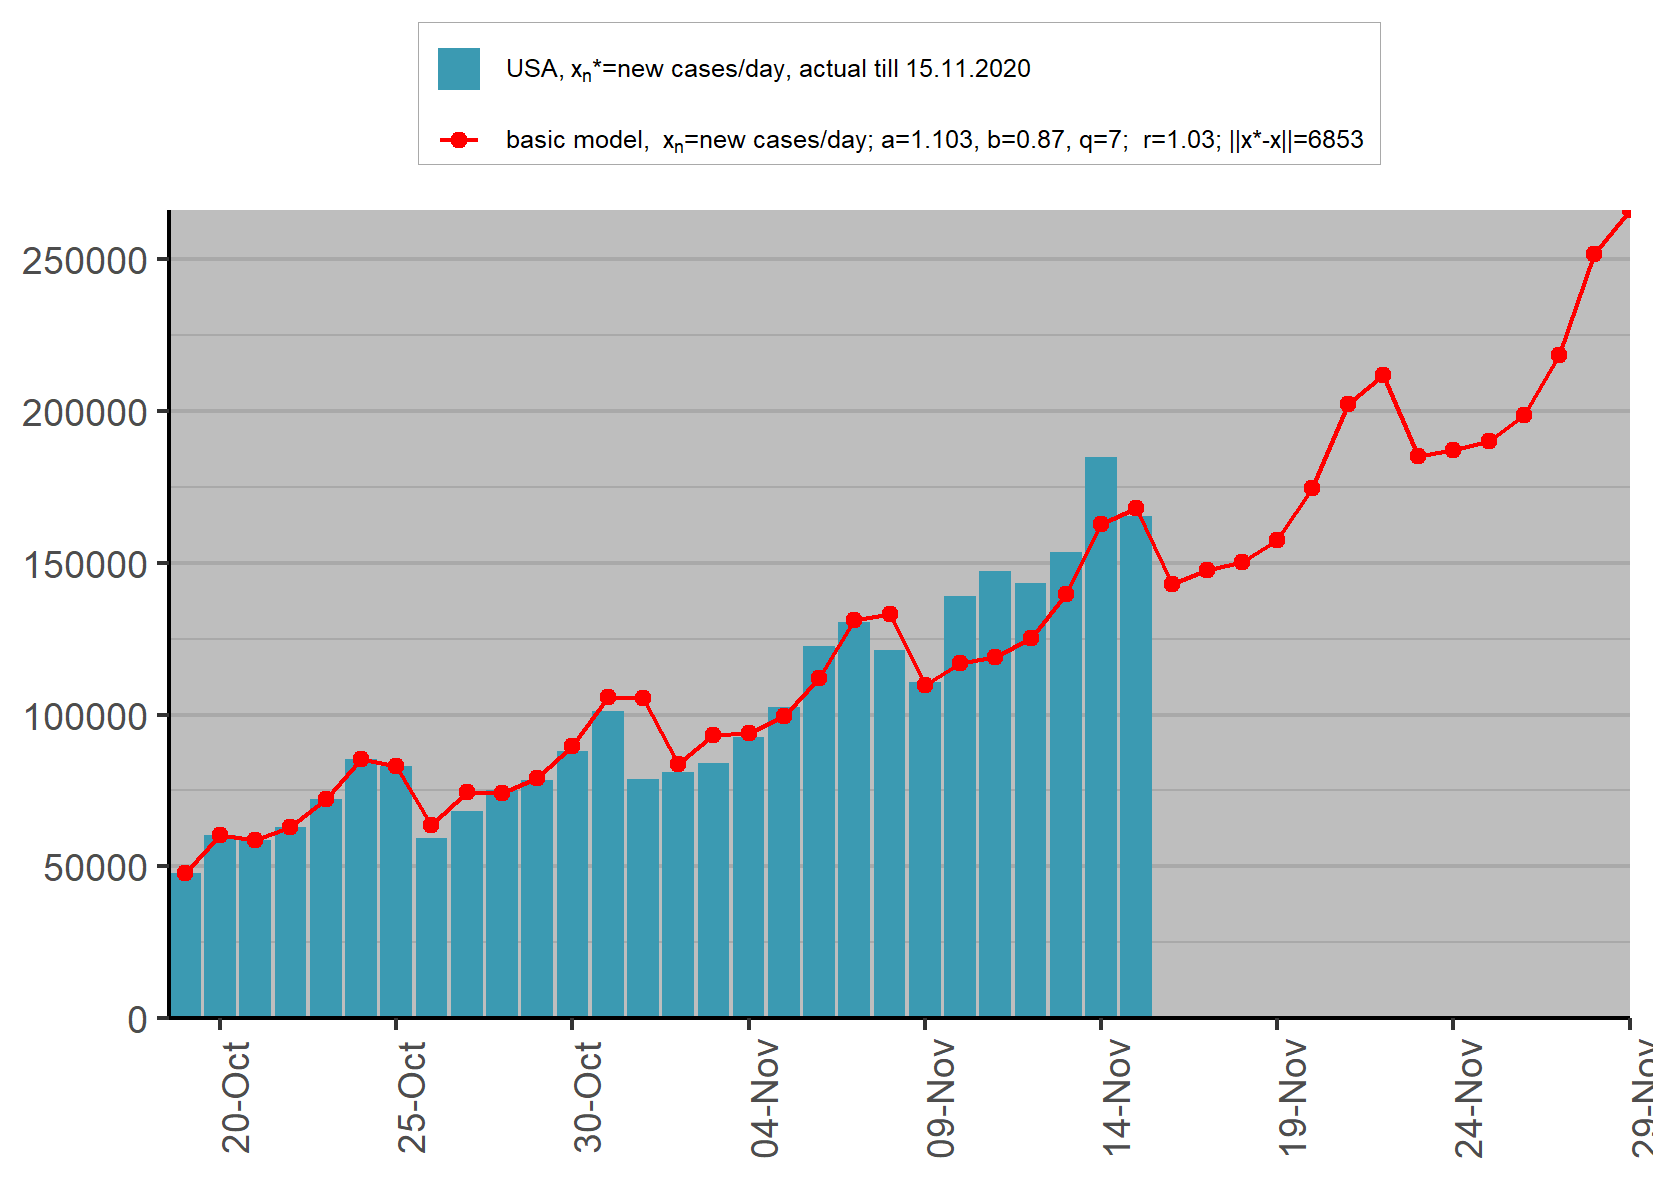 USA, xₙ*=new cases/day, actual till 15.11.2020
basic model,  xₙ=new cases/day; a=1.103, b=0.87, q=7;  r=1.03; ||x*-x||=6853
250000
200000
150000
100000
50000
0
20-Oct
25-Oct
30-Oct
04-Nov
09-Nov
14-Nov
19-Nov
24-Nov
29-Nov